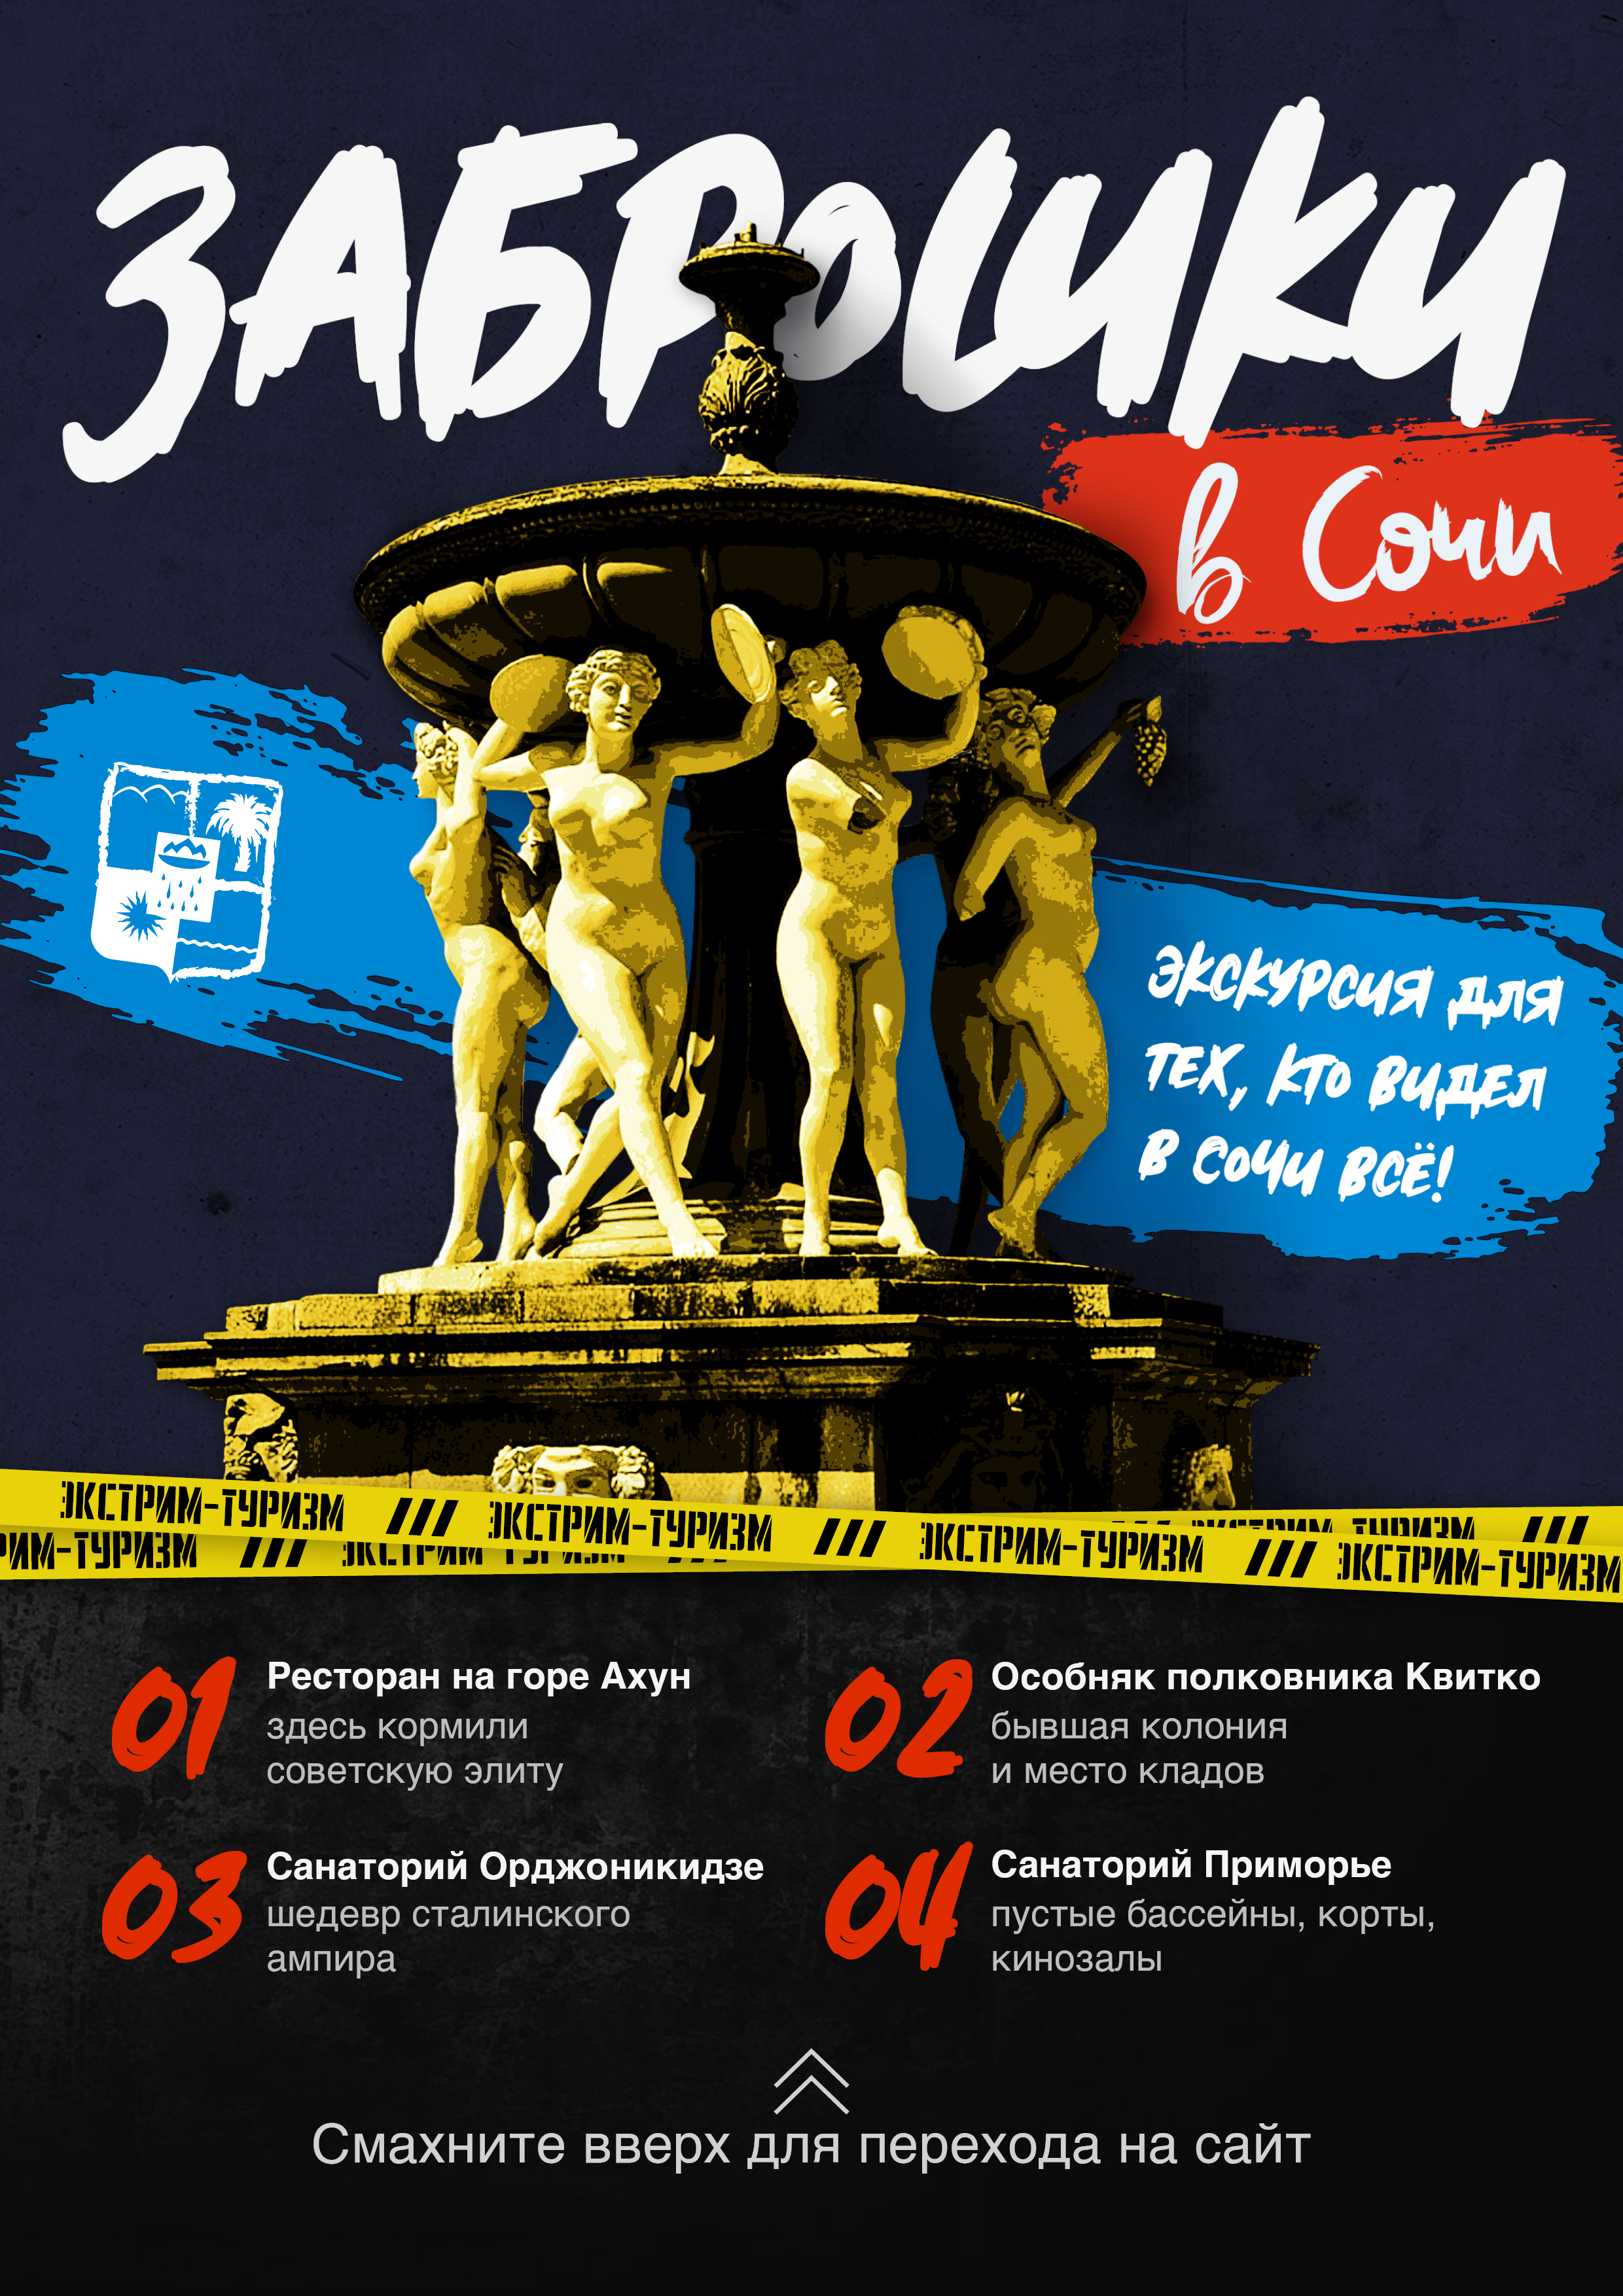 ЗАБРОШКИ
в Сочи
ЭКСКУРСИЯ ДЛЯ
ТЕХ, КТО ВИДЕЛ
В СОЧИ ВСЁ!
ЭКСТРИМ-ТУРИЗМ /// ЭКСТРИМ-ТУРИЗМ /// ЭКСТРИМ-ТУРИЗМ /// ЭКСТРИМ-ТУРИЗМ
РИМ-ТУРИЗМ /// ЭКСТРИМ-ТУРИЗМ /// ЭКСТРИМ-ТУРИЗМ ///
01 Ресторан на горе Ахун
здесь кормили
советскую элиту
02 Особняк полковника Квитко
бывшая колония
и место кладов
03 Санаторий Орджоникидзе
шедевр сталинского
ампира
04 Санаторий Приморье
пустые бассейны, корты,
кинозалы
Смахните вверх для перехода на сайт